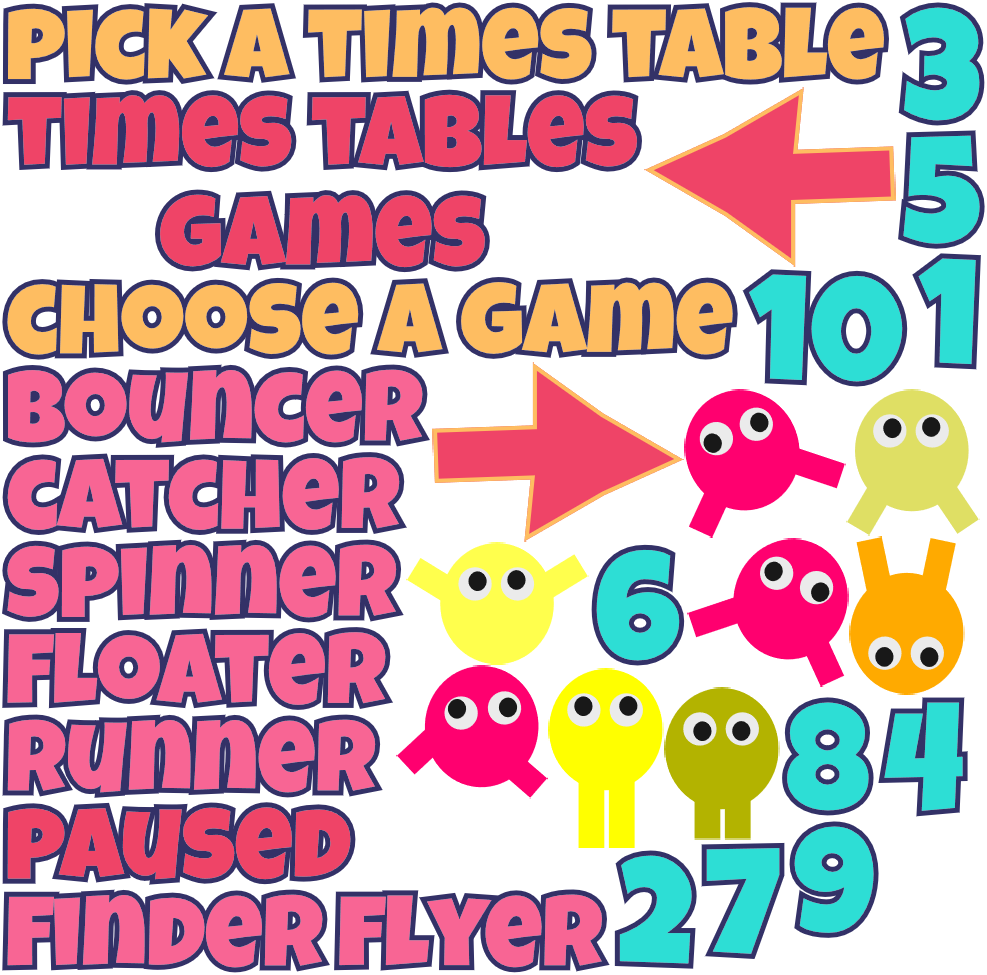 PICK A TIMES TABLE 3
TIMES TABLES
5
GAMES
CHOOSE A GAME 10 1
BOUNCER
CATCHER
SPINNER 6
FLOATER
RUNNER 8 4
PAUSED
FINDER FLYER 2 7 9